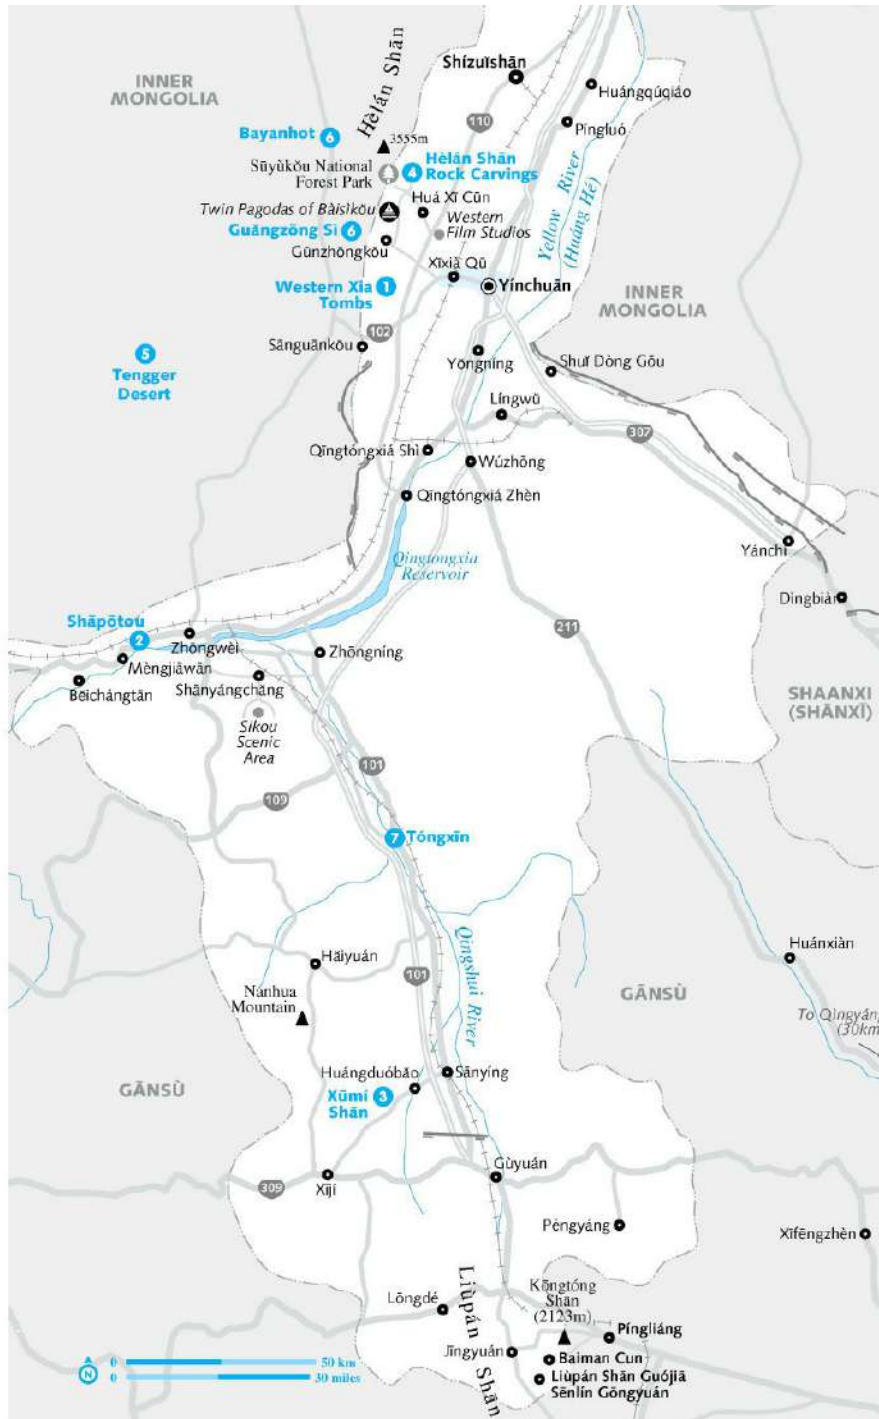 Shízuǐshān
Huángqúqiáo
INNER
MONGOLIA
Hèlán Shān
110
Píngluó
Bayanhot 6
3555m
Hèlán Shān
4 Rock Carvings
Sūyùkǒu National
Forest Park
Huá Xī Cūn
Twin Pagodas of Bàisìkǒu
Western
Film Studios
Yellow River
(Huáng Hé)
Guǎngzōng Sì 6
Gǔnzhōngkǒu
Xīxià Qū
Western Xia
Tombs
1
Yínchuān
INNER
MONGOLIA
102
Sānguānkǒu
5
Tengger
Desert
Yǒngníng
Shuǐ Dòng Gōu
Língwǔ
307
Qīngtóngxiá Shì
Wúzhōng
Qīngtóngxiá Zhèn
Yánchí
Qingtongxia
Reservoir
Dìngbiān
Shāpōtóu
2
211
Zhōngwèi
Zhōngníng
Mèngjiāwān
Shānyángchǎng
Běichángtān
SHAANXI
(SHĀNXĪ)
Sikou
Scenic
Area
101
109
7 Tóngxīn
Qingshui River
Huánxiàn
Hǎiyuán
101
Nanhua
Mountain
GĀNSÙ
To Qìngyáng
(30km
GĀNSÙ
Huángduóbǎo
Sānyíng
Xūmí
Shān
3
Gùyuán
309
Xījí
Péngyáng
Xīfēngzhèn
Liùpán Shān
Kōngtóng
Shān
(2123m)
Lóngdé
Píngliáng
Jīngyuán
Baiman Cun
Liùpán Shān Guójiā
Sēnlín Gōngyuán
N
0 50 km
0 30 miles